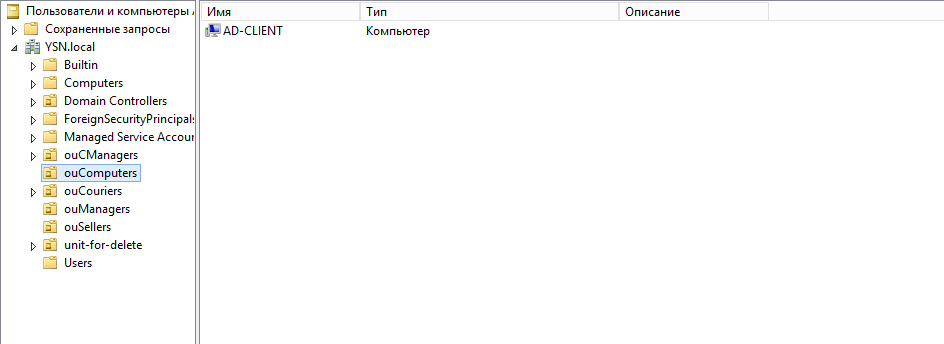 Пользователи и компьютеры A
Сохраненные запросы
YSN.local
Builtin
Computers
Domain Controllers
ForeignSecurityPrincipals
Managed Service Accour
ouCManagers
ouComputers
ouCouriers
ouManagers
ouSellers
unit-for-delete
Users
Имя Тип Описание
AD-CLIENT Компьютер